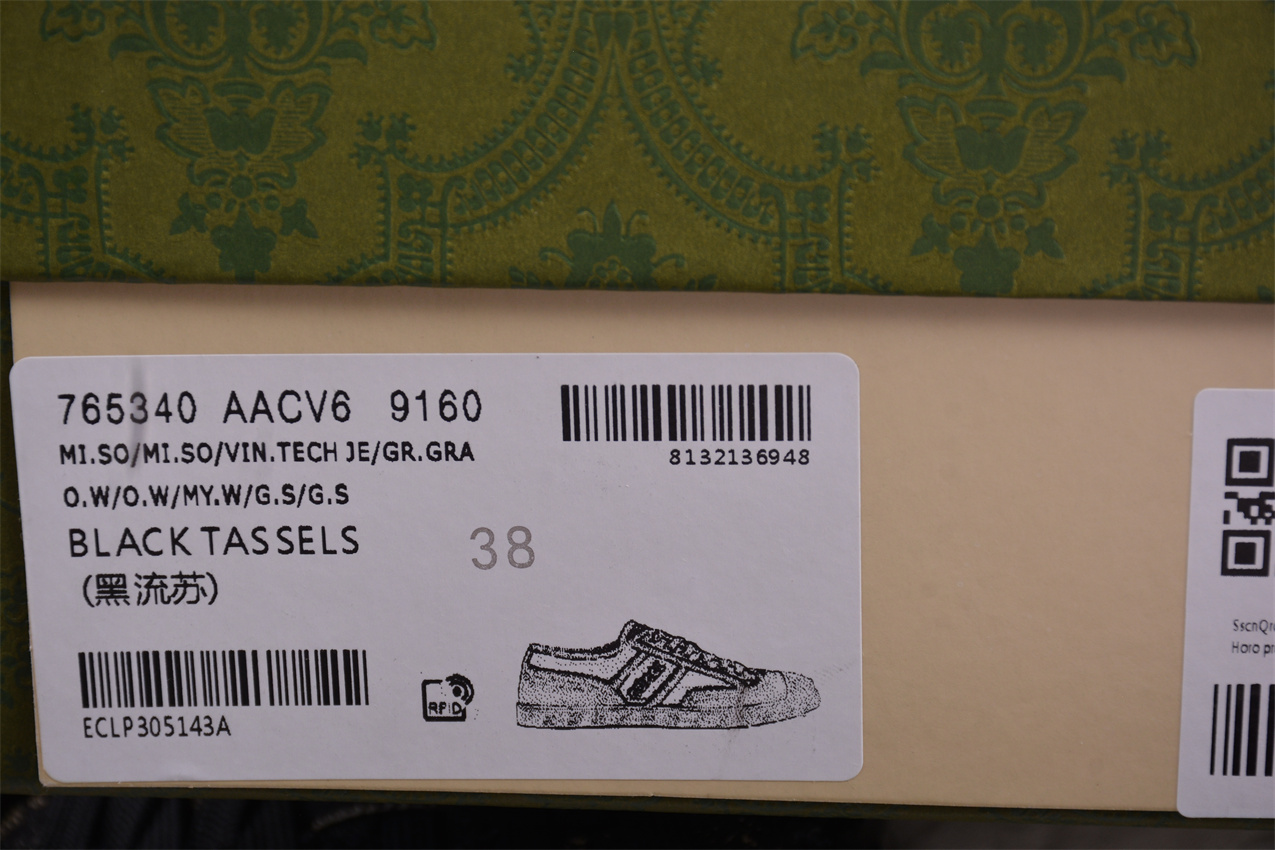 765340 AACV6 9160
MI.SO/MI.SO/VIN.TECH JE/GR.GRA
8132136948
O.W/O.W/MY.W/G.S/G.S
BLACK TASSELS
38
(黑流苏)
ECLP305143A
RFID